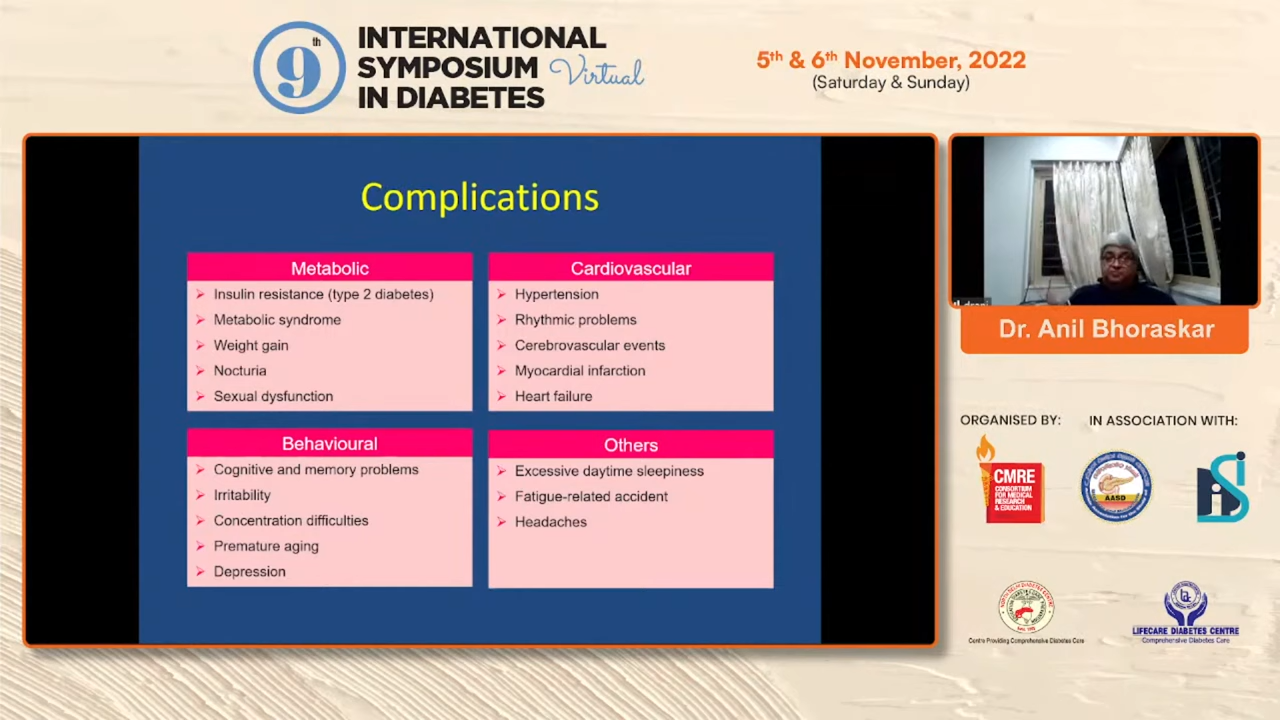 9th
INTERNATIONAL
SYMPOSIUM Virtual
IN DIABETES
5th & 6th November, 2022
(Saturday & Sunday)
Complications
Metabolic
Insulin resistance (type 2 diabetes)
Metabolic syndrome
Weight gain
Nocturia
Sexual dysfunction
Cardiovascular
Hypertension
Rhythmic problems
Cerebrovascular events
Myocardial infarction
Heart failure
Behavioural
Cognitive and memory problems
Irritability
Concentration difficulties
Premature aging
Depression
Others
Excessive daytime sleepiness
Fatigue-related accident
Headaches
Dr. Anil Bhoraskar
ORGANISED BY:
IN ASSOCIATION WITH:
CMRE
CONSORTIUM
FOR MEDICAL
RESEARCH
& EDUCATION
AASD
Centre Providing Comprehensive Diabetes Care
LIFECARE DIABETES CENTRE
Comprehensive Diabetes Care